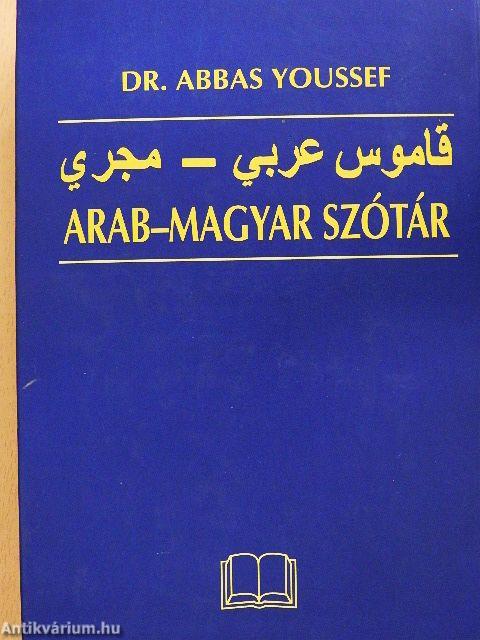 DR. ABBAS YOUSSEF
قاموس عربي – مجري
ARAB–MAGYAR SZÓTÁR
Antikvárium.hu